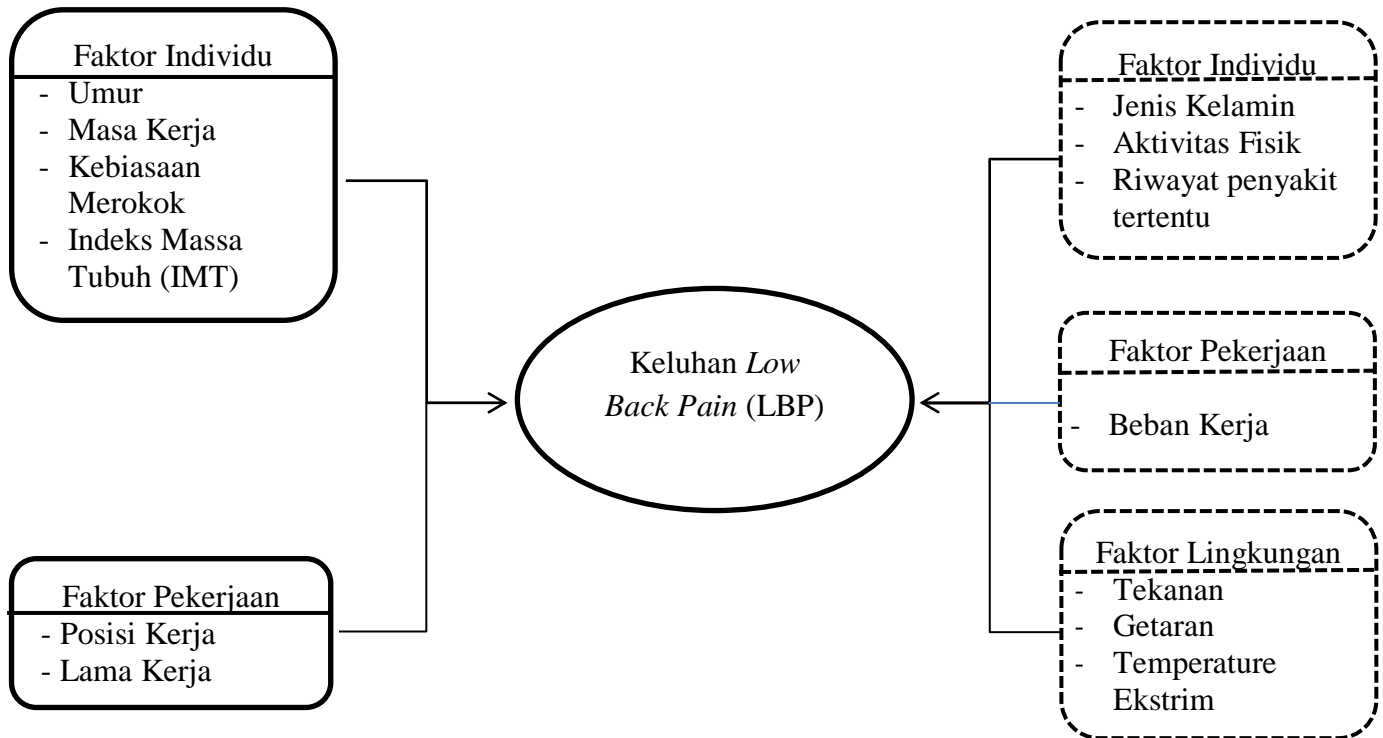 Faktor Individu
- Umur
- Masa Kerja
- Kebiasaan
Merokok
- Indeks Massa
Tubuh (IMT)
Faktor Pekerjaan
- Posisi Kerja
- Lama Kerja
Keluhan Low
Back Pain (LBP)
Faktor Individu
- Jenis Kelamin
- Aktivitas Fisik
- Riwayat penyakit
tertentu
Faktor Pekerjaan
- Beban Kerja
Faktor Lingkungan
- Tekanan
- Getaran
- Temperature
Ekstrim